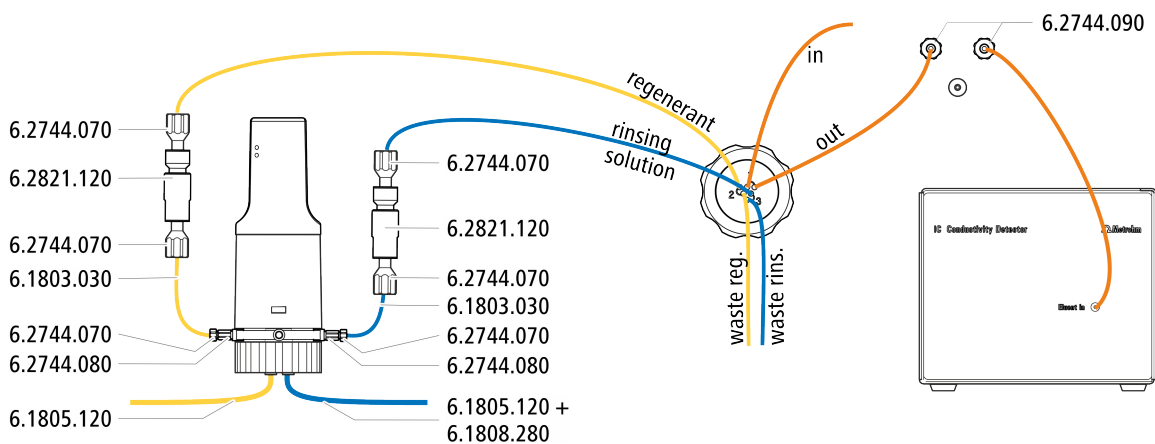 6.2744.070
6.2821.120
6.2744.070
6.1803.030
6.2744.070
6.2744.080
6.1805.120
6.2744.070
6.2821.120
6.2744.070
6.1803.030
6.2744.070
6.2744.080
6.1805.120 +
6.1808.280
regenerant
rinsing
solution
in
out
1
2
3
waste reg.
waste rins.
6.2744.090
IC Conductivity Detector
Metrohm
Eluent in